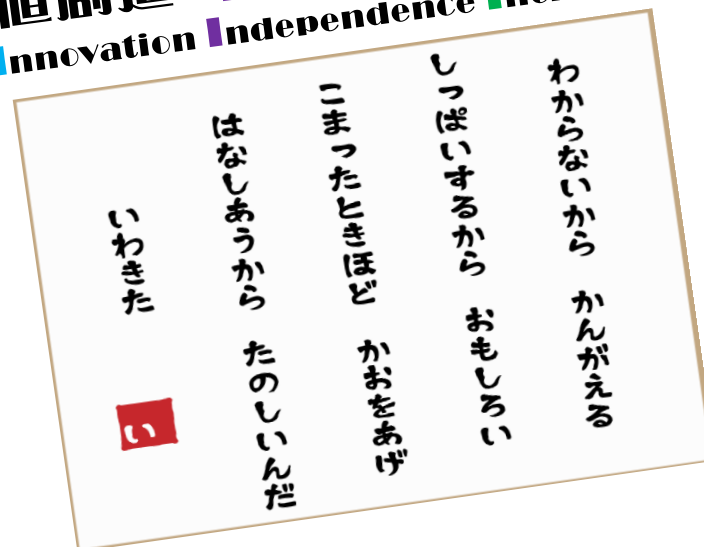 nnovation Independence
わからないから　かんがえる
しっぱいするから　おもしろい
こまったときほど　かおをあげ
はなしあうから　たのしいんだ
いわきた
い